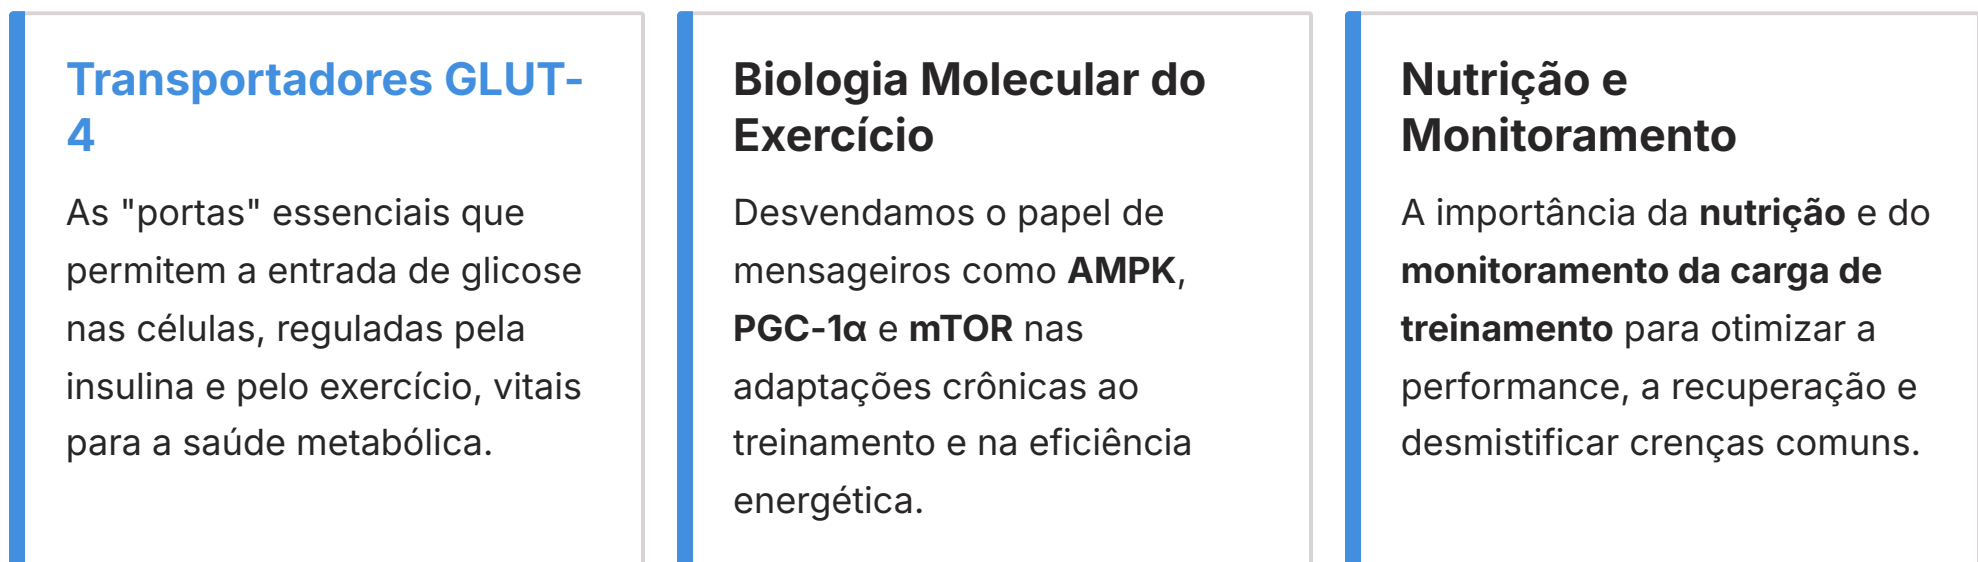 Transportadores GLUT-
4
As "portas" essenciais que
permitem a entrada de glicose
nas células, reguladas pela
insulina e pelo exercício, vitais
para a saúde metabólica.
Biologia Molecular do
Exercício
Desvendamos o papel de
mensageiros como AMPK,
PGC-1α e mTOR nas
adaptações crônicas ao
treinamento e na eficiência
energética.
Nutrição e
Monitoramento
A importância da nutrição e do
monitoramento da carga de
treinamento para otimizar a
performance, a recuperação e
desmistificar crenças comuns.